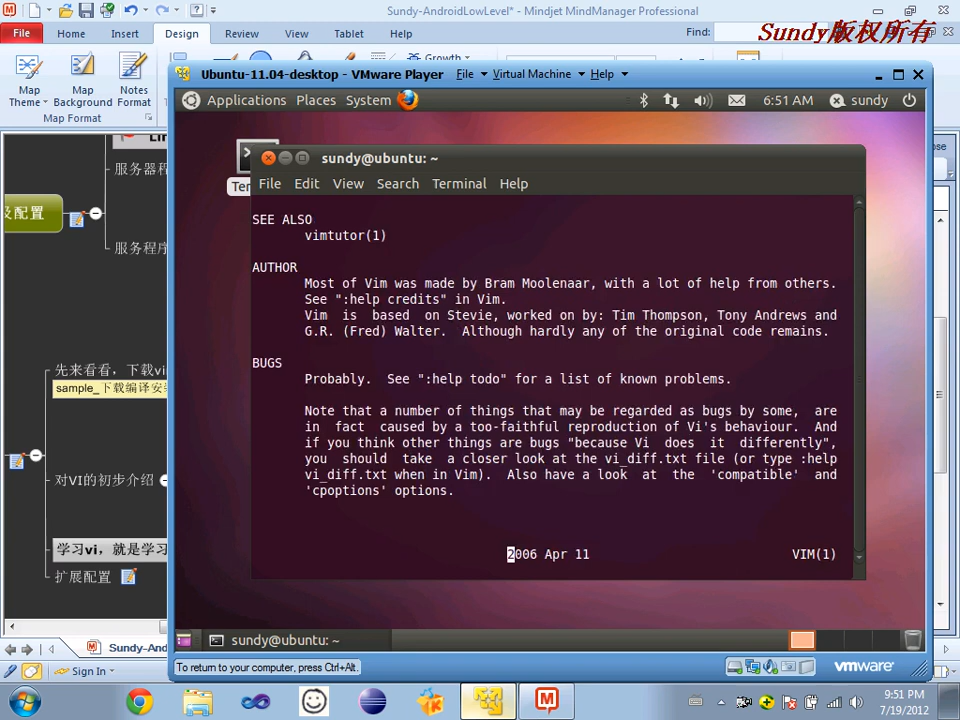 Sundy-AndroidLowLevel* - Mindjet MindManager Professional
File Home Insert Design Review View Tablet Help
Find:
Sundy版权所有
Map Theme
Map Background
Notes Format
Growth
Map Format
Ubuntu-11.04-desktop - VMware Player File Virtual Machine Help
Applications Places System
6:51 AM sundy
sundy@ubuntu: ~
File Edit View Search Terminal Help
SEE ALSO
vimtutor(1)
AUTHOR
Most of Vim was made by Bram Moolenaar, with a lot of help from others.
See ":help credits" in Vim.
Vim is based on Stevie, worked on by: Tim Thompson, Tony Andrews and
G.R. (Fred) Walter. Although hardly any of the original code remains.
BUGS
Probably. See ":help todo" for a list of known problems.
Note that a number of things that may be regarded as bugs by some, are
in fact caused by a too-faithful reproduction of Vi's behaviour. And
if you think other things are bugs "because Vi does it differently",
you should take a closer look at the vi_diff.txt file (or type :help
vi_diff.txt when in Vim). Also have a look at the 'compatible' and
'cpoptions' options.
2006 Apr 11 VIM(1)
服务器程
及配置
服务程序
先来看看，下载vi
sample_下载编译安装
对VI的初步介绍
学习vi，就是学习
扩展配置
Ter
sundy@ubuntu: ~
Sundy-And
To return to your computer, press Ctrl+Alt.
vmware
Sign In
9:51 PM
7/19/2012